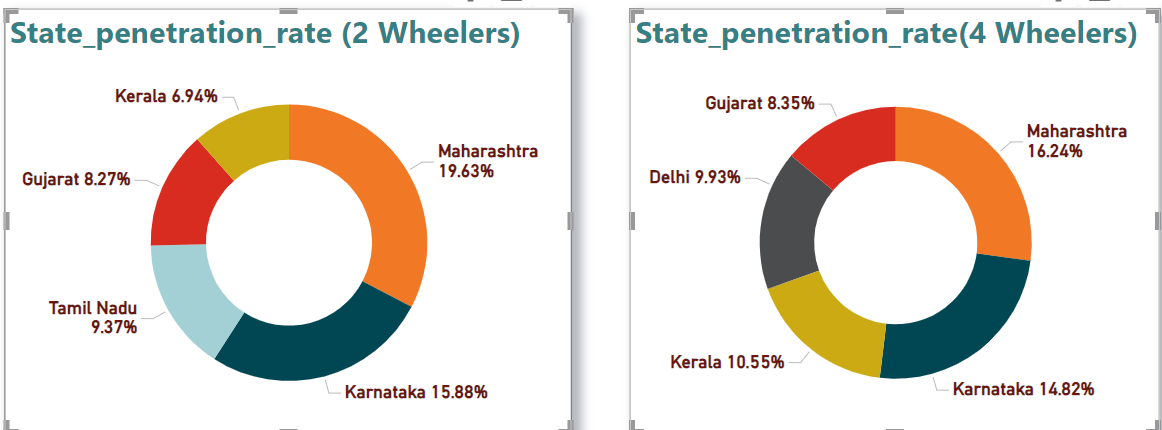 State_penetration_rate (2 Wheelers)
Kerala 6.94%
Maharashtra
19.63%
Gujarat 8.27%
Tamil Nadu
9.37%
Karnataka 15.88%
State_penetration_rate(4 Wheelers)
Gujarat 8.35%
Maharashtra
16.24%
Delhi 9.93%
Kerala 10.55%
Karnataka 14.82%